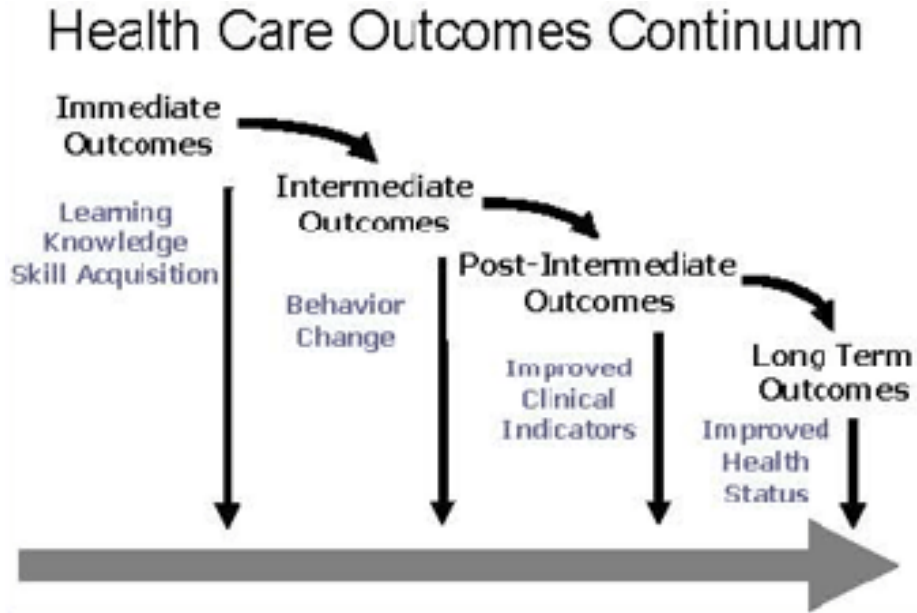 Health Care Outcomes Continuum
Immediate
Outcomes
Learning
Knowledge
Skill Acquisition
Intermediate
Outcomes
Behavior
Change
Post-Intermediate
Outcomes
Improved
Clinical
Indicators
Long Term
Outcomes
Improved
Health
Status